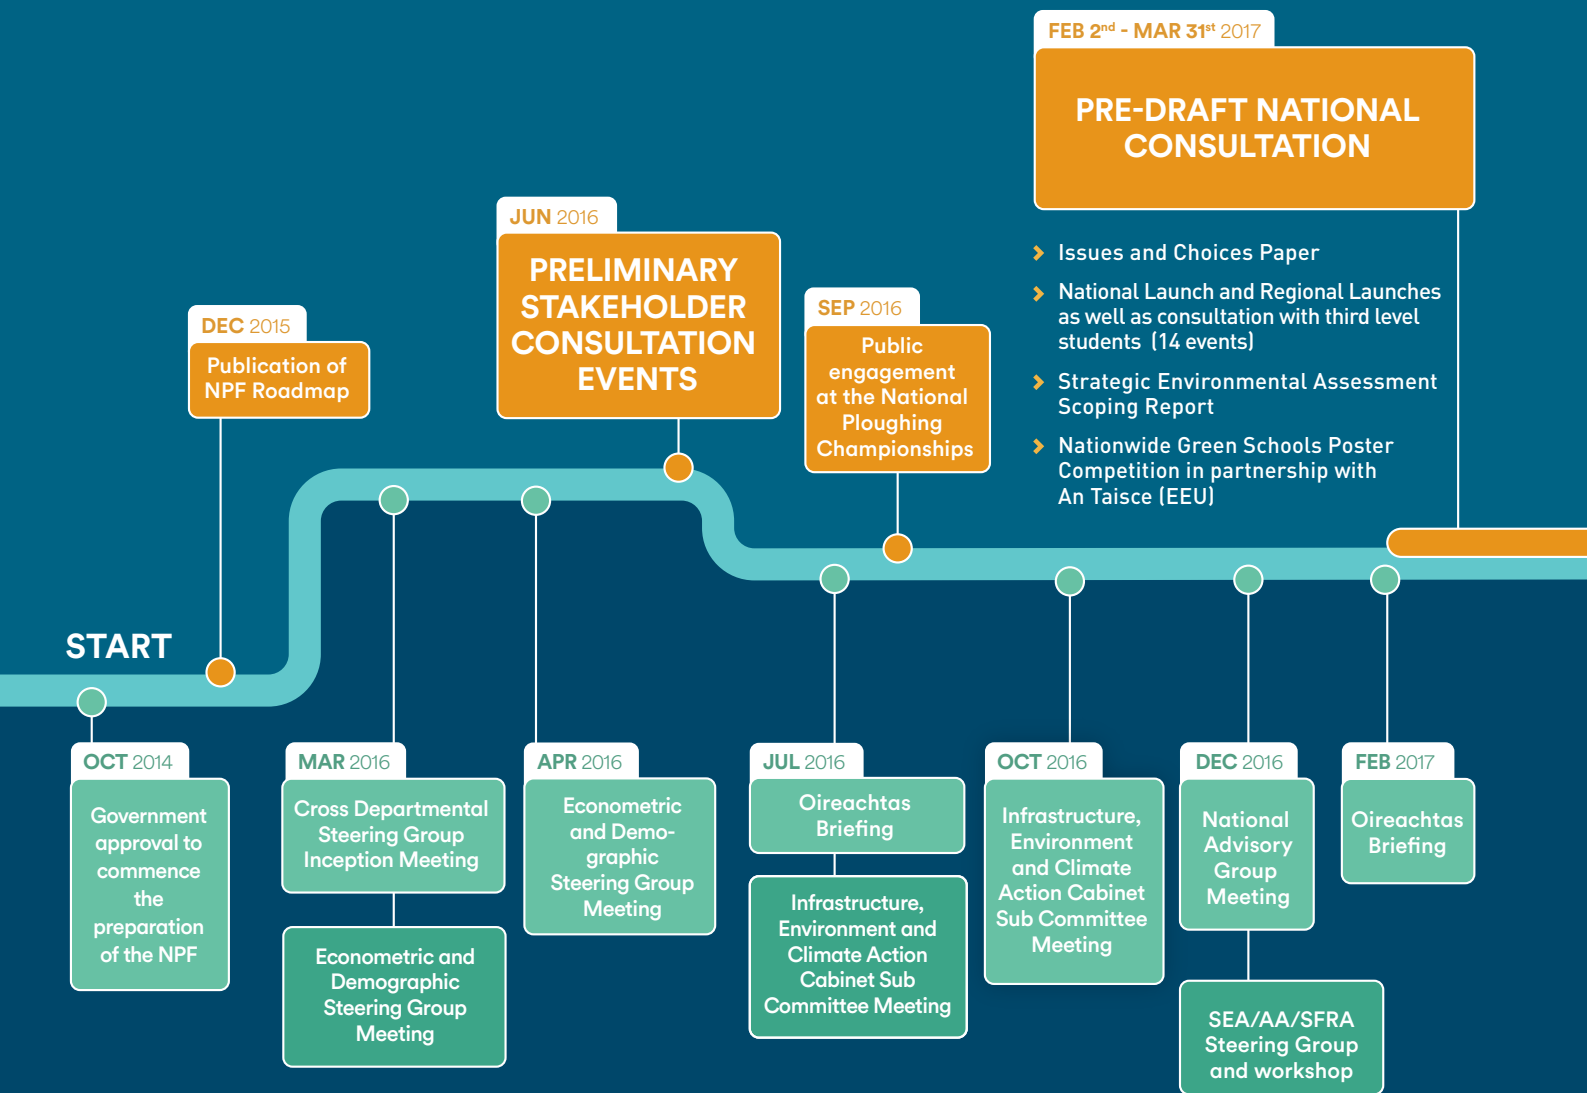 FEB 2nd - MAR 31st 2017
PRE-DRAFT NATIONAL
CONSULTATION
Issues and Choices Paper
National Launch and Regional Launches
as well as consultation with third level
students (14 events)
Strategic Environmental Assessment
Scoping Report
Nationwide Green Schools Poster
Competition in partnership with
An Taisce (EEU)
JUN 2016
PRELIMINARY
STAKEHOLDER
CONSULTATION
EVENTS
SEP 2016
Public
engagement
at the National
Ploughing
Championships
DEC 2015
Publication of
NPF Roadmap
START
OCT 2014
Government
approval to
commence
the
preparation
of the NPF
MAR 2016
Cross Departmental
Steering Group
Inception Meeting
Econometric and
Demographic
Steering Group
Meeting
APR 2016
Econometric
and Demo-
graphic
Steering Group
Meeting
JUL 2016
Oireachtas
Briefing
Infrastructure,
Environment and
Climate Action
Cabinet Sub
Committee Meeting
OCT 2016
Infrastructure,
Environment
and Climate
Action Cabinet
Sub Committee
Meeting
DEC 2016
National
Advisory
Group
Meeting
SEA/AA/SFRA
Steering Group
and workshop
FEB 2017
Oireachtas
Briefing